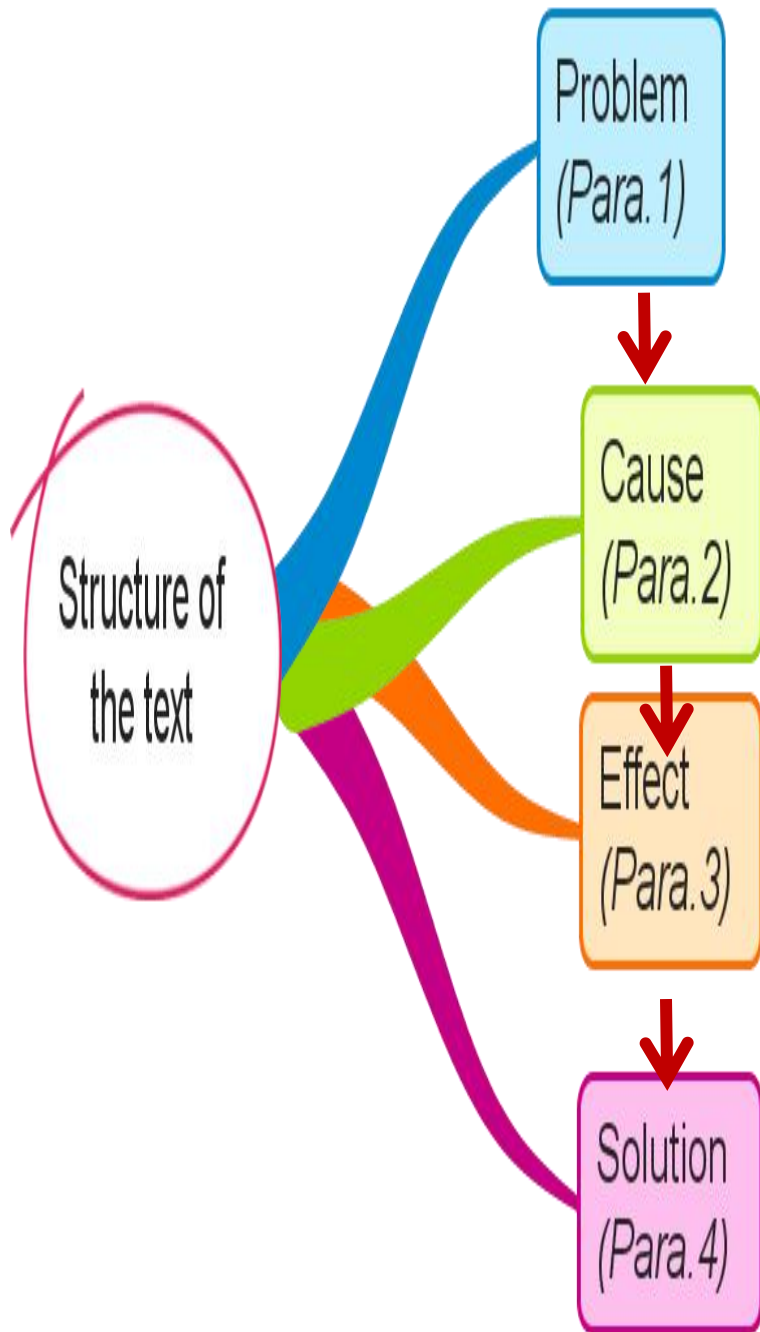 Problem
(Para.1)
Cause
(Para.2)
Structure of
the text
Effect
(Para.3)
Solution
(Para.4)